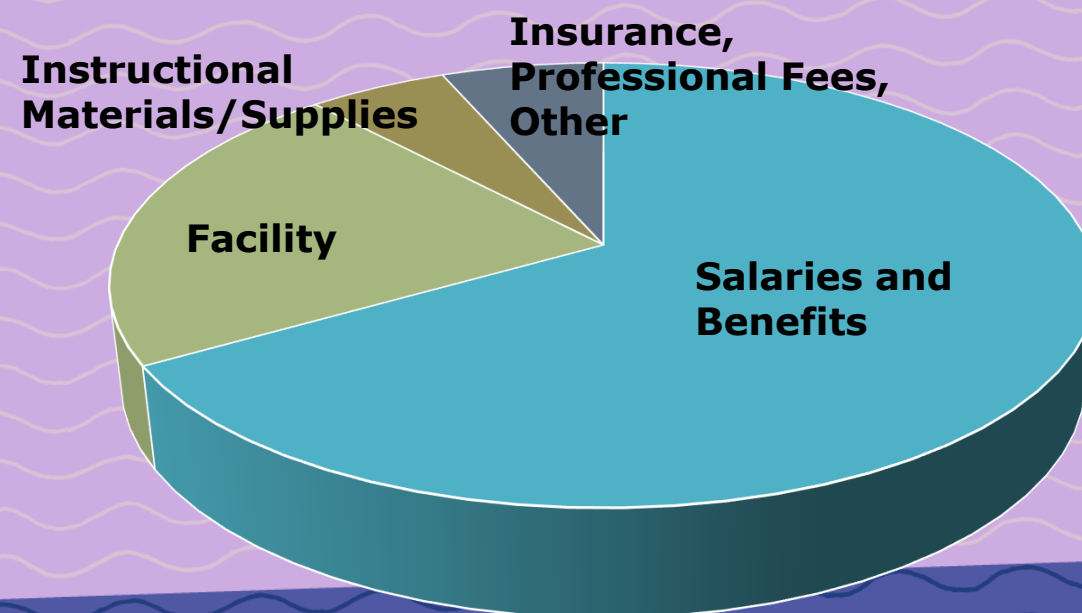 Instructional
Materials/Supplies
Insurance,
Professional Fees,
Other
Facility
Salaries and
Benefits